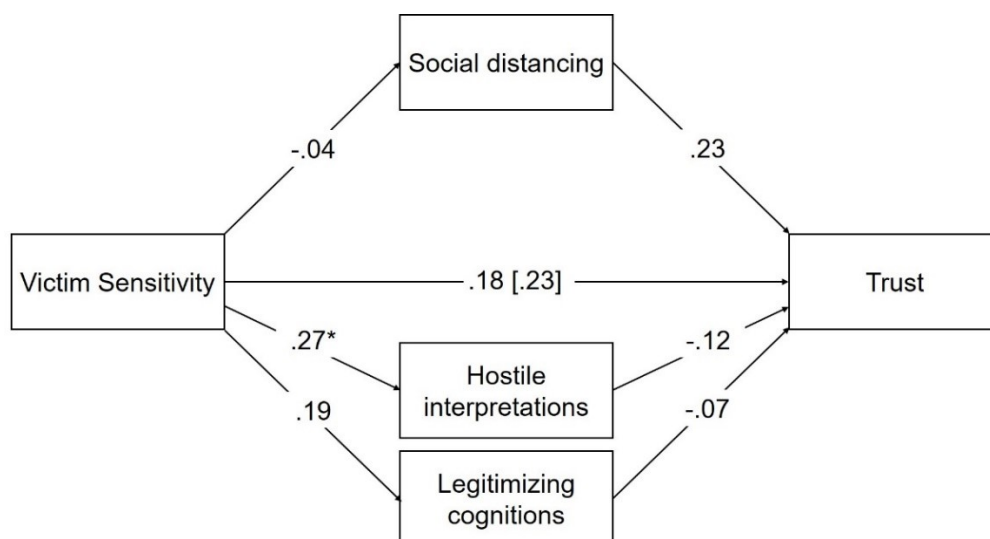 Social distancing
-.04
.23
Victim Sensitivity
.18 [.23]
Trust
.27*
-.12
Hostile
interpretations
.19
-.07
Legitimizing
cognitions